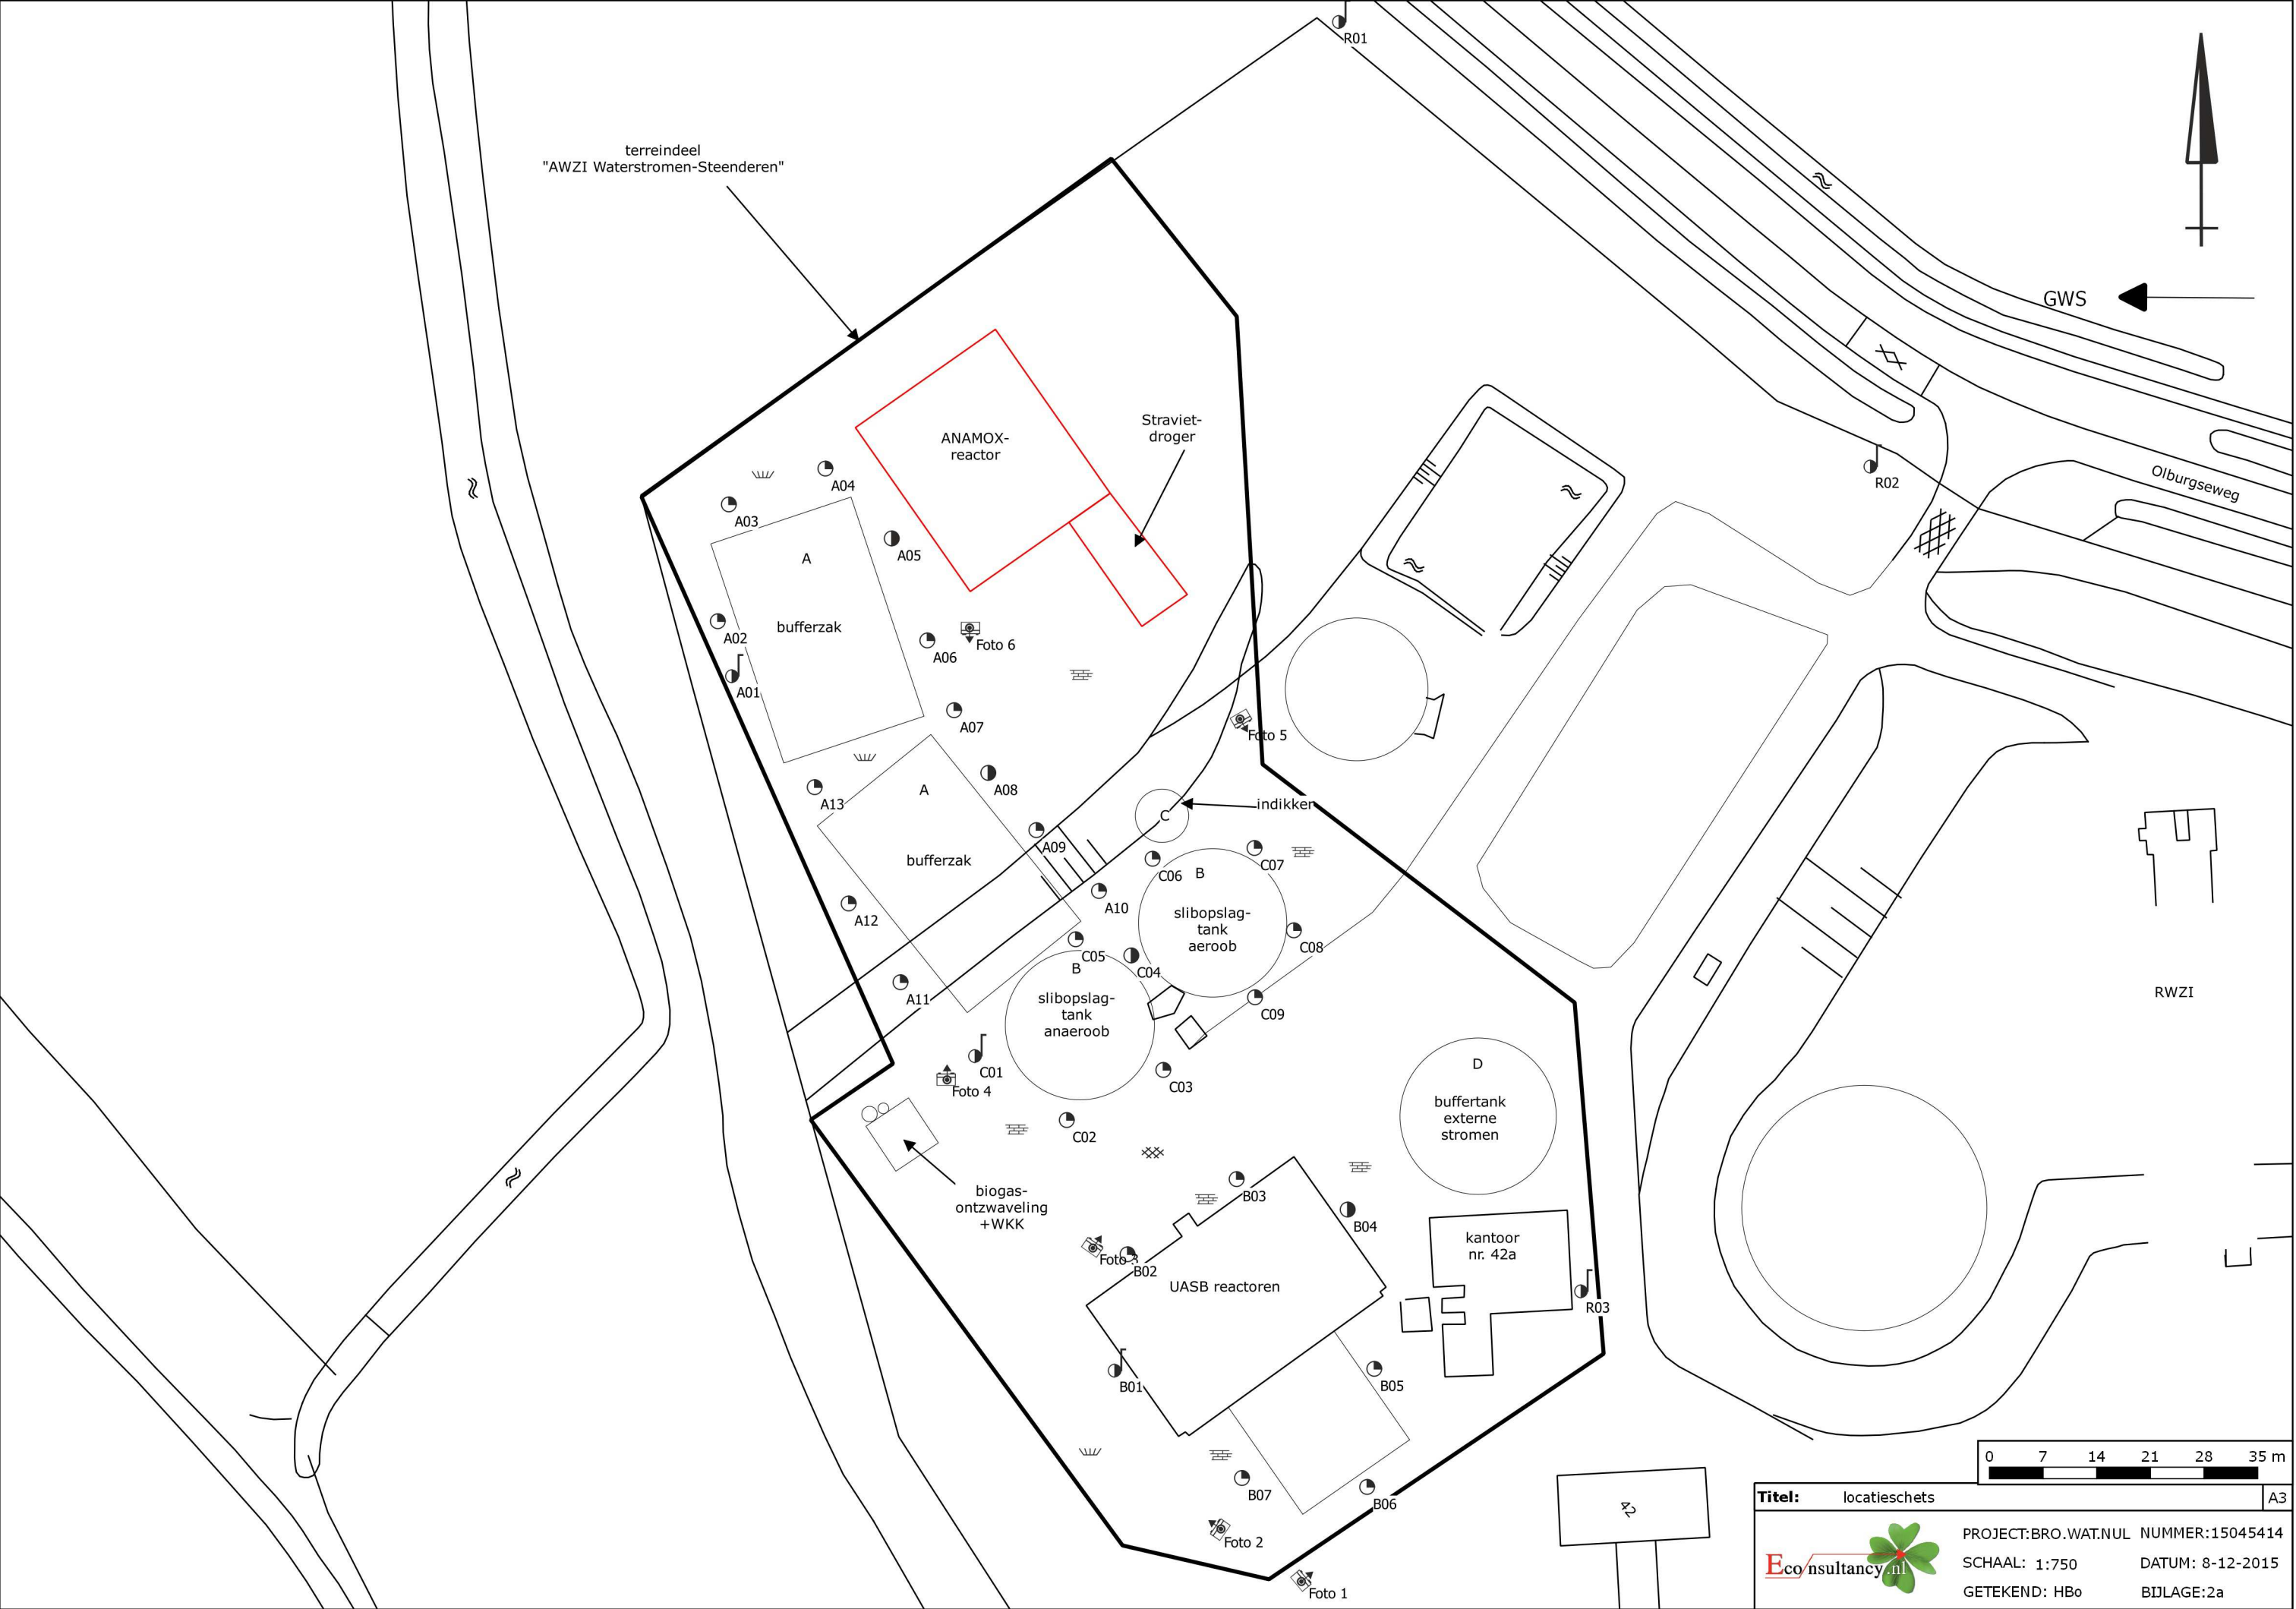 R01
terreindeel
"AWZI Waterstromen-Steenderen"
GWS
Olburgseweg
R02
ANAMOX-
reactor
Straviet-
droger
A04
A03
A05
A
bufferzak
A02
A01
A06
Foto 6
A07
Foto 5
A08
A13
A
bufferzak
indikker
C
A09
A10
C06
C07
B
slibopslag-
tank
aeroob
C08
A12
C05
C04
B
slibopslag-
tank
anaeroob
A11
C09
RWZI
C01
Foto 4
C03
C02
D
buffertank
externe
stromen
biogas-
ontzwaveling
+WKK
B03
B04
kantoor
nr. 42a
Foto 3
B02
UASB reactoren
R03
B01
B05
B07
B06
Foto 2
Foto 1
42
0 7 14 21 28 35 m
Titel: locatieschets A3
Econsultancy.nl
PROJECT:BRO.WAT.NUL NUMMER:15045414
SCHAAL: 1:750 DATUM: 8-12-2015
GETEKEND: HBo BIJLAGE:2a